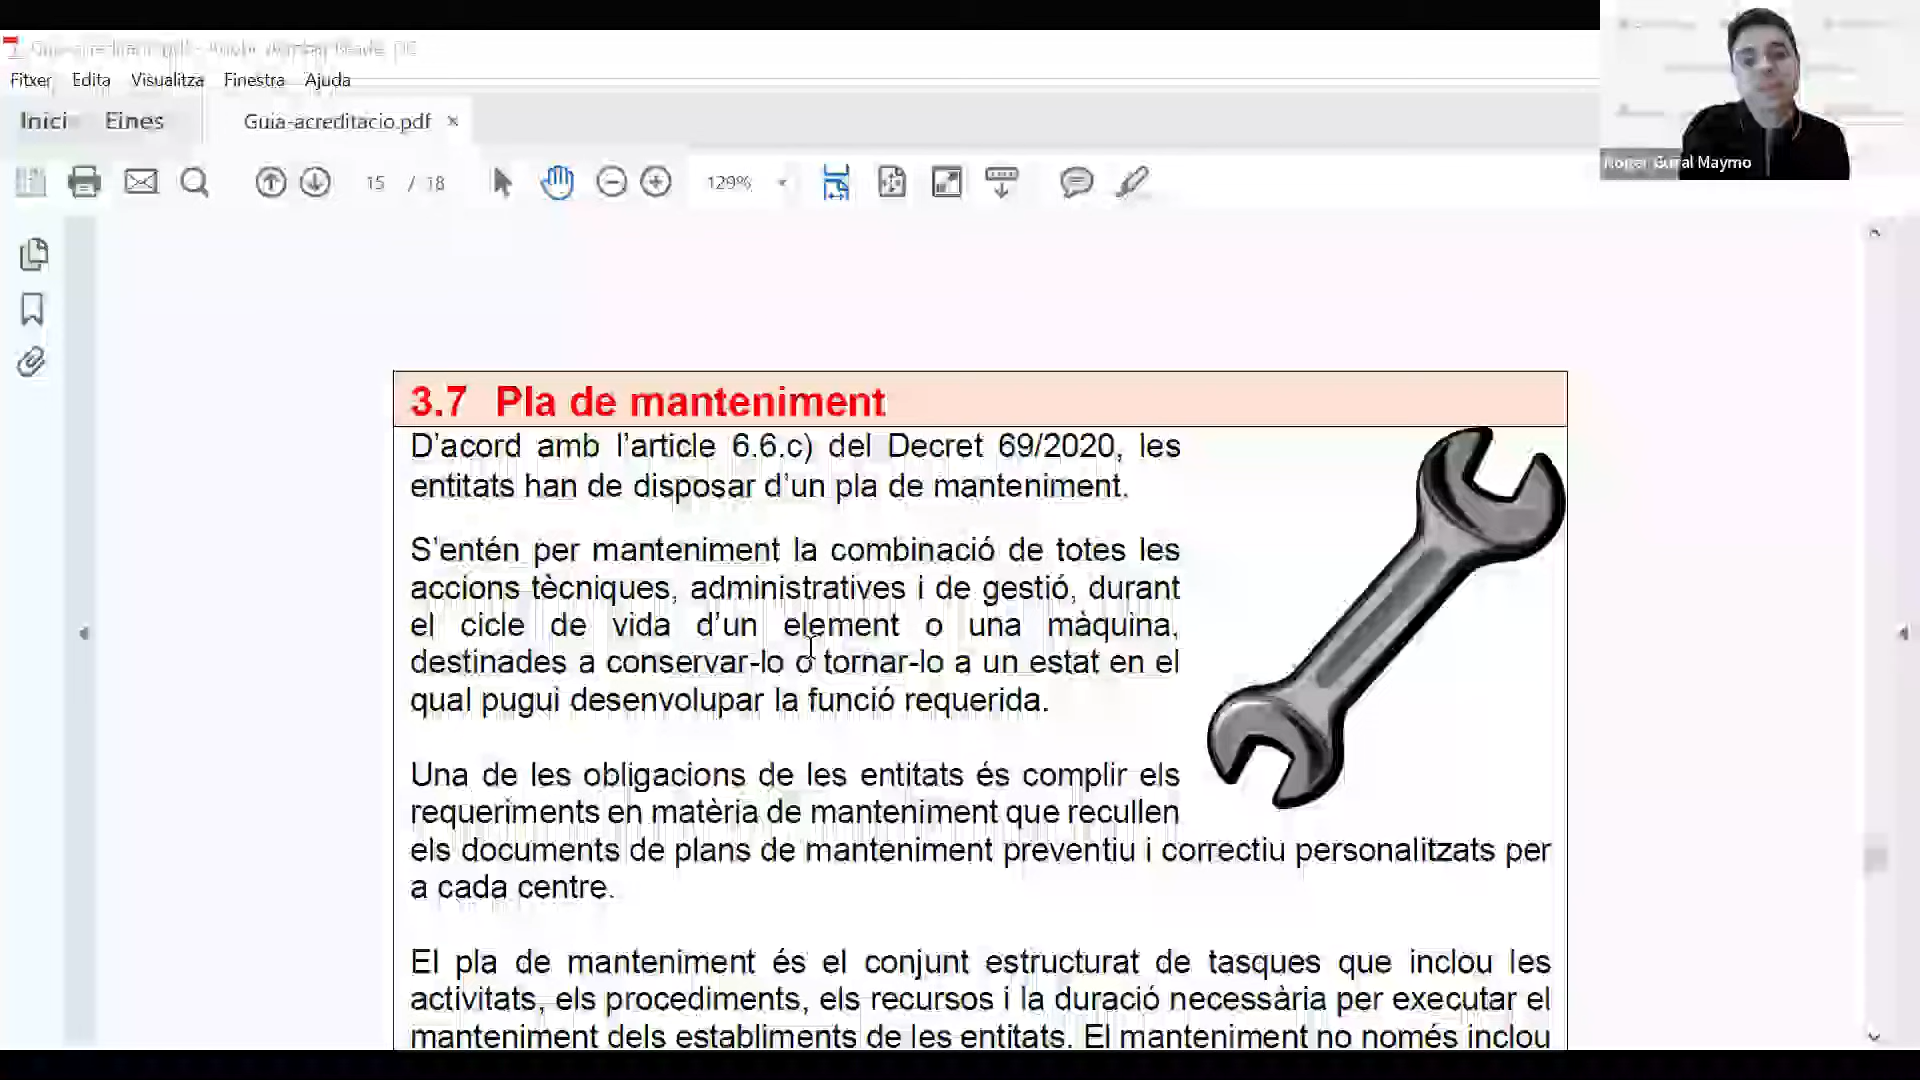 Fitxer Edita Visualitza Finestra Ajuda
Inici Eines Guia-acreditacio.pdf ×
15 / 18 129%
Gural Maymo
3.7 Pla de manteniment
D'acord amb l'article 6.6.c) del Decret 69/2020, les
entitats han de disposar d'un pla de manteniment.
S'entén per manteniment la combinació de totes les
accions tècniques, administratives i de gestió, durant
el cicle de vida d'un element o una màquina,
destinades a conservar-lo o tornar-lo a un estat en el
qual pugui desenvolupar la funció requerida.
Una de les obligacions de les entitats és complir els
requeriments en matèria de manteniment que recullen
els documents de plans de manteniment preventiu i correctiu personalitzats per
a cada centre.
El pla de manteniment és el conjunt estructurat de tasques que inclou les
activitats, els procediments, els recursos i la duració necessària per executar el
manteniment dels establiments de les entitats. El manteniment no només inclou